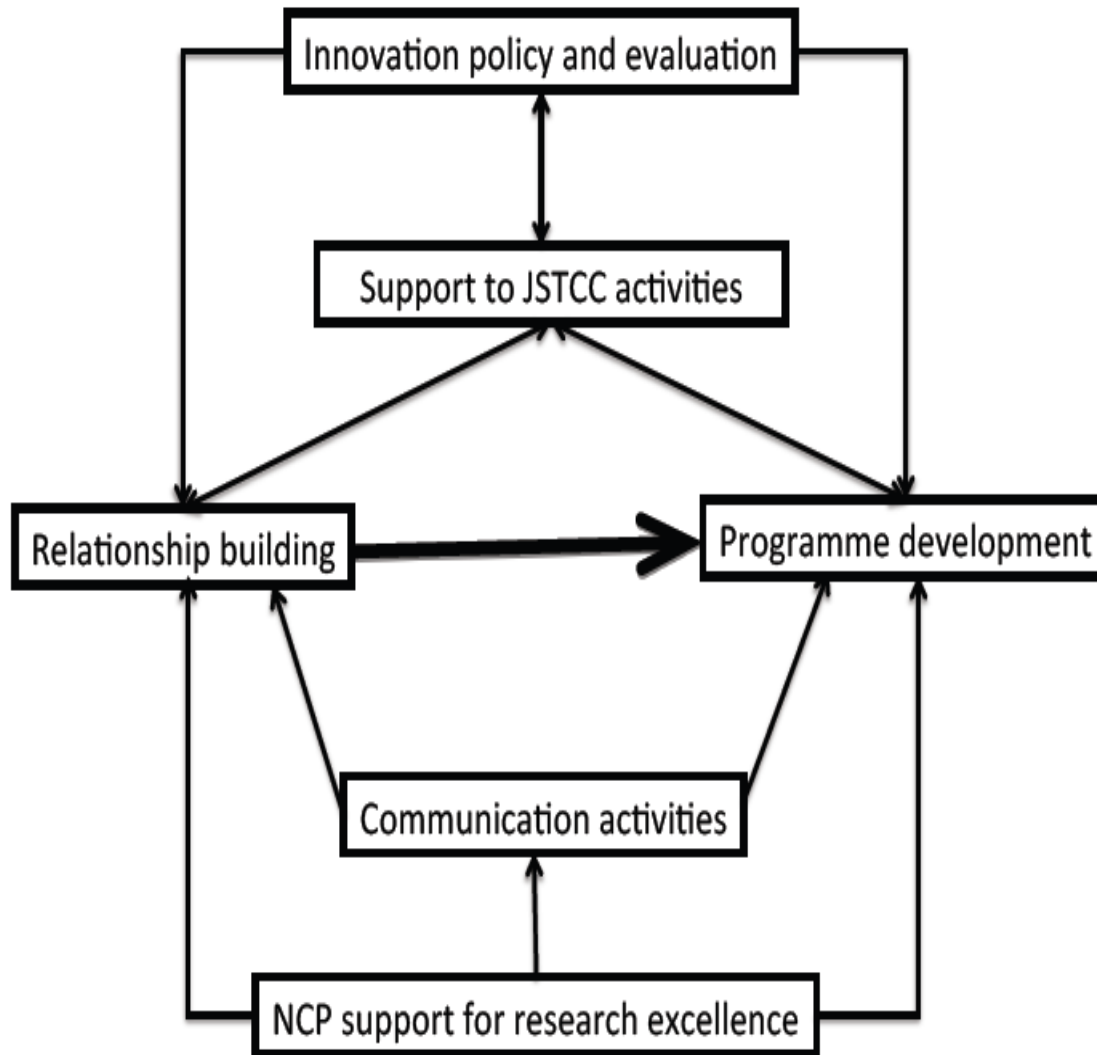 Innovation policy and evaluation
Support to JSTCC activities
Relationship building
Programme development
Communication activities
NCP support for research excellence